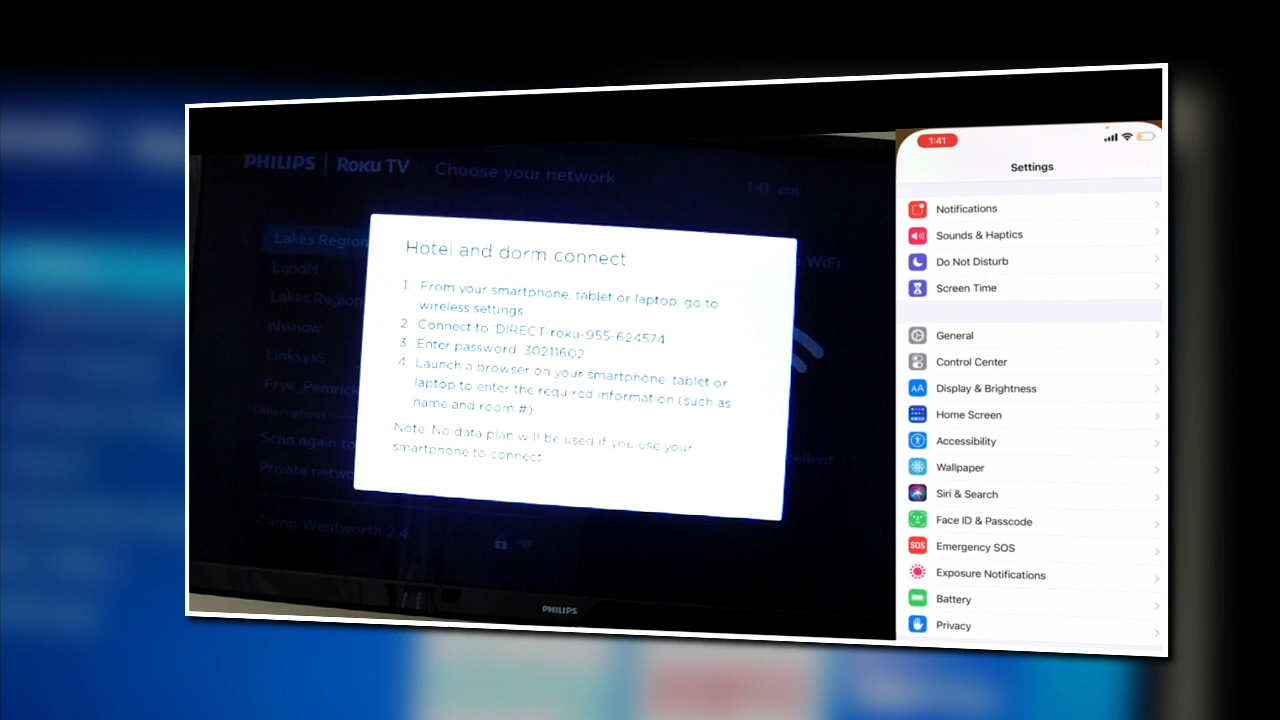 PHILIPS | Roku TV | Choose your network
1:41 pm
Lakes Region
LandM
Lakes Region
nhsnow
LinksysS
Frye_Pemrick
Other options
Scan again to
Private netwo
Camp Wentworth 2.4
WiFi
Hotel and dorm connect
1. From your smartphone, tablet or laptop, go to
wireless settings
2. Connect to 'DIRECT-roku-955-624574'
3. Enter password 30211602
4. Launch a browser on your smartphone, tablet or
laptop to enter the required information (such as
name and room #)
Note: No data plan will be used if you use your
smartphone to connect.
PHILIPS
1:41
Settings
Notifications
Sounds & Haptics
Do Not Disturb
Screen Time
General
Control Center
Display & Brightness
Home Screen
Accessibility
Wallpaper
Siri & Search
Face ID & Passcode
SOS Emergency SOS
Exposure Notifications
Battery
Privacy